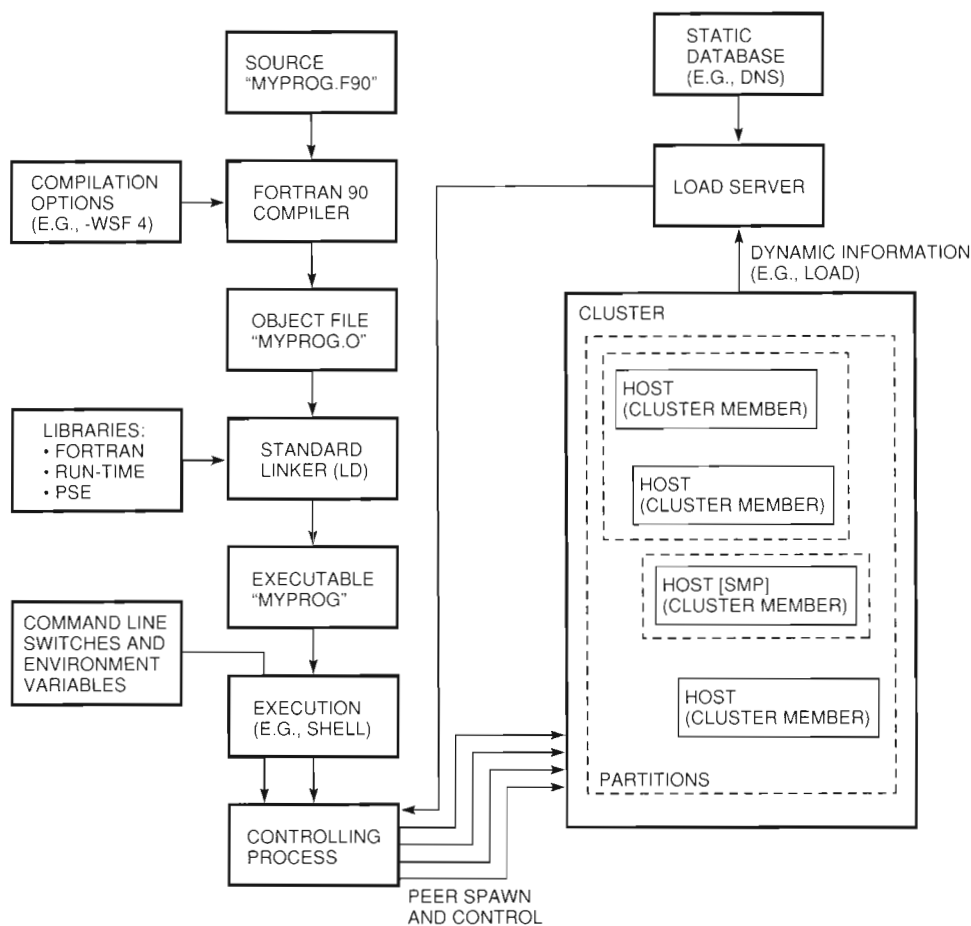 SOURCE
“MYPROG.F90”
COMPILATION
OPTIONS
(E.G., -WSF 4)
FORTRAN 90
COMPILER
OBJECT FILE
“MYPROG.O”
LIBRARIES:
• FORTRAN
• RUN-TIME
• PSE
STANDARD
LINKER (LD)
EXECUTABLE
“MYPROG”
COMMAND LINE
SWITCHES AND
ENVIRONMENT
VARIABLES
EXECUTION
(E.G., SHELL)
CONTROLLING
PROCESS
PEER SPAWN
AND CONTROL
STATIC
DATABASE
(E.G., DNS)
LOAD SERVER
DYNAMIC INFORMATION
(E.G., LOAD)
CLUSTER
HOST
(CLUSTER MEMBER)
HOST
(CLUSTER MEMBER)
HOST [SMP]
(CLUSTER MEMBER)
HOST
(CLUSTER MEMBER)
PARTITIONS